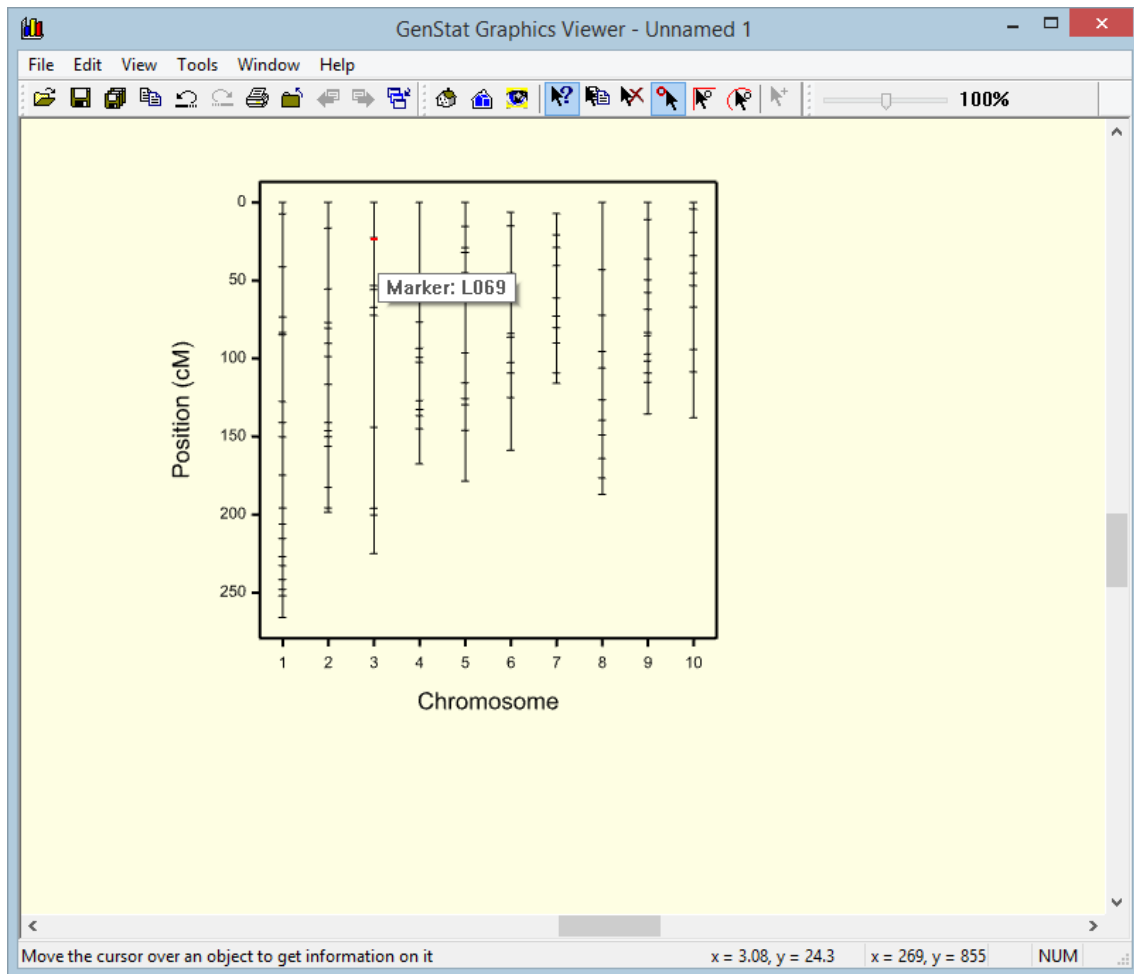 GenStat Graphics Viewer - Unnamed 1
File Edit View Tools Window Help
100%
0
50
100
150
200
250
Position (cM)
Marker: L069
1 2 3 4 5 6 7 8 9 10
Chromosome
Move the cursor over an object to get information on it x = 3.08, y = 24.3 x = 269, y = 855 NUM